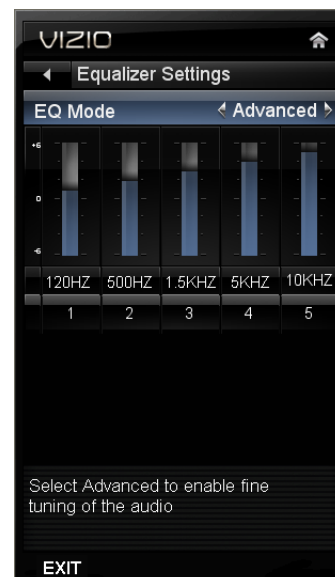 VIZIO
Equalizer Settings
EQ Mode Advanced
+6
0
-6
120HZ 500HZ 1.5KHZ 5KHZ 10KHZ
1 2 3 4 5
Select Advanced to enable fine
tuning of the audio
EXIT